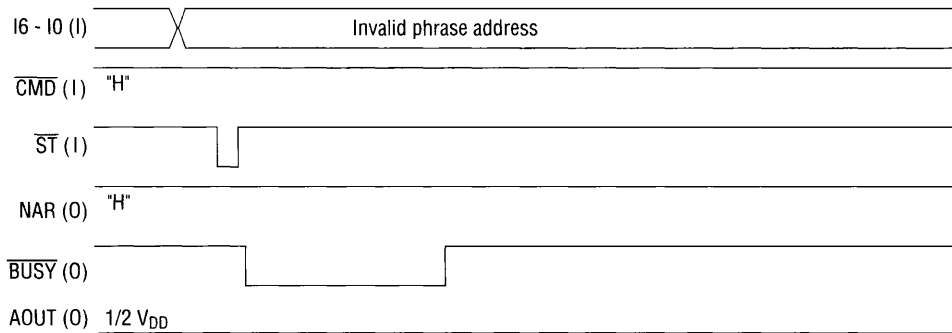 I6 - I0 (I) Invalid phrase address
CMD (I) "H"
ST (I)
NAR (O) "H"
BUSY (O)
AOUT (O) 1/2 VDD